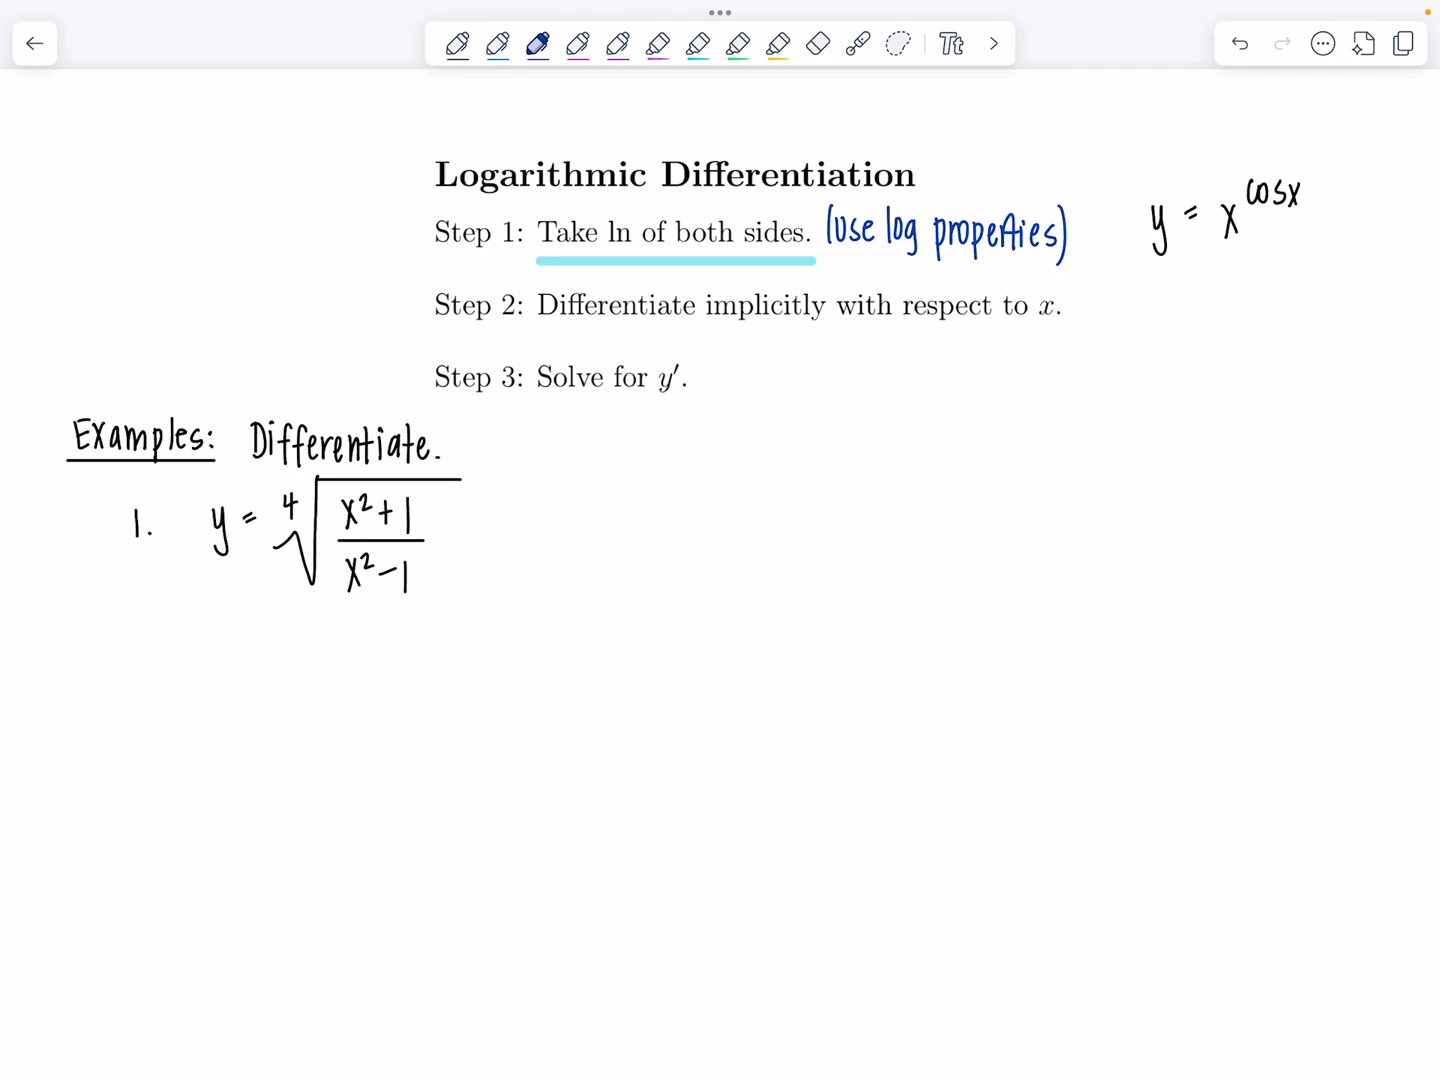 Tt
Logarithmic Differentiation
Step 1: Take ln of both sides. (use log properties)
y = x^cosx
Step 2: Differentiate implicitly with respect to x.
Step 3: Solve for y′.
Examples: Differentiate.
1. y = ⁴√((x²+1)/(x²−1))